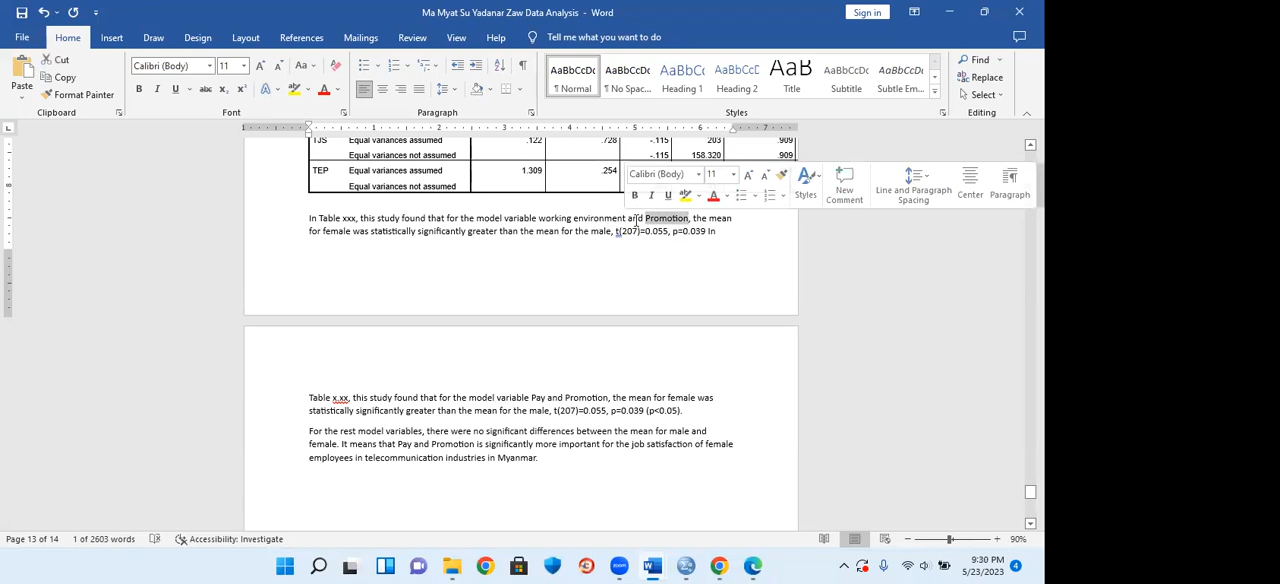 Ma Myat Su Yadanar Zaw Data Analysis - Word
Sign in
File Home Insert Draw Design Layout References Mailings Review View Help Tell me what you want to do
Paste
Cut
Copy
Format Painter
Clipboard
Calibri (Body) 11
Font
Paragraph
AaBbCcDc AaBbCcDc AaBbCc AaBbCcD AaB AaBbCcD AaBbCcDc
¶ Normal ¶ No Spac... Heading 1 Heading 2 Title Subtitle Subtle Em...
Styles
Find
Replace
Select
Editing
TJS Equal variances assumed .122 .728 -.115 203 .909
Equal variances not assumed -.115 158.320 .909
TEP Equal variances assumed 1.309 .254
Equal variances not assumed
Calibri (Body) 11
Styles
New Comment
Line and Paragraph Spacing
Center
Paragraph
In Table xxx, this study found that for the model variable working environment and Promotion, the mean
for female was statistically significantly greater than the mean for the male, t(207)=0.055, p=0.039 In
Table x.xx, this study found that for the model variable Pay and Promotion, the mean for female was
statistically significantly greater than the mean for the male, t(207)=0.055, p=0.039 (p<0.05).
For the rest model variables, there were no significant differences between the mean for male and
female. It means that Pay and Promotion is significantly more important for the job satisfaction of female
employees in telecommunication industries in Myanmar.
Page 13 of 14 1 of 2603 words Accessibility: Investigate 90%
9:30 PM
5/23/2023
4